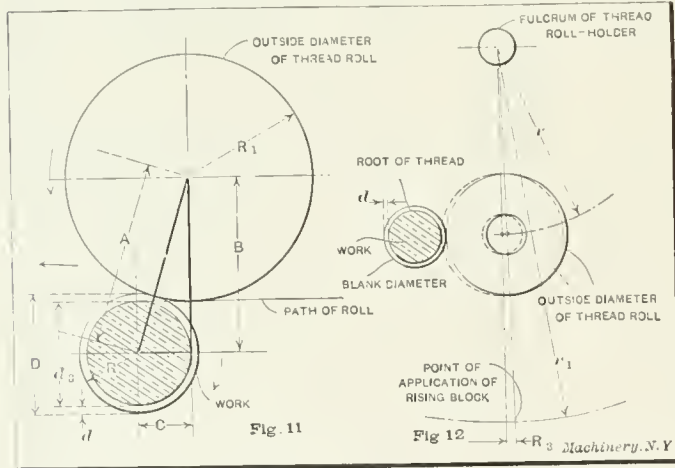 OUTSIDE DIAMETER
OF THREAD ROLL
R1
A
B
PATH OF ROLL
D
d2
R
d
C
WORK
Fig. 11
FULCRUM OF THREAD
ROLL-HOLDER
r
ROOT OF THREAD
d
WORK
BLANK DIAMETER
OUTSIDE DIAMETER
OF THREAD ROLL
r1
POINT OF
APPLICATION OF
RISING BLOCK
Fig 12
R3
Machinery. N.Y